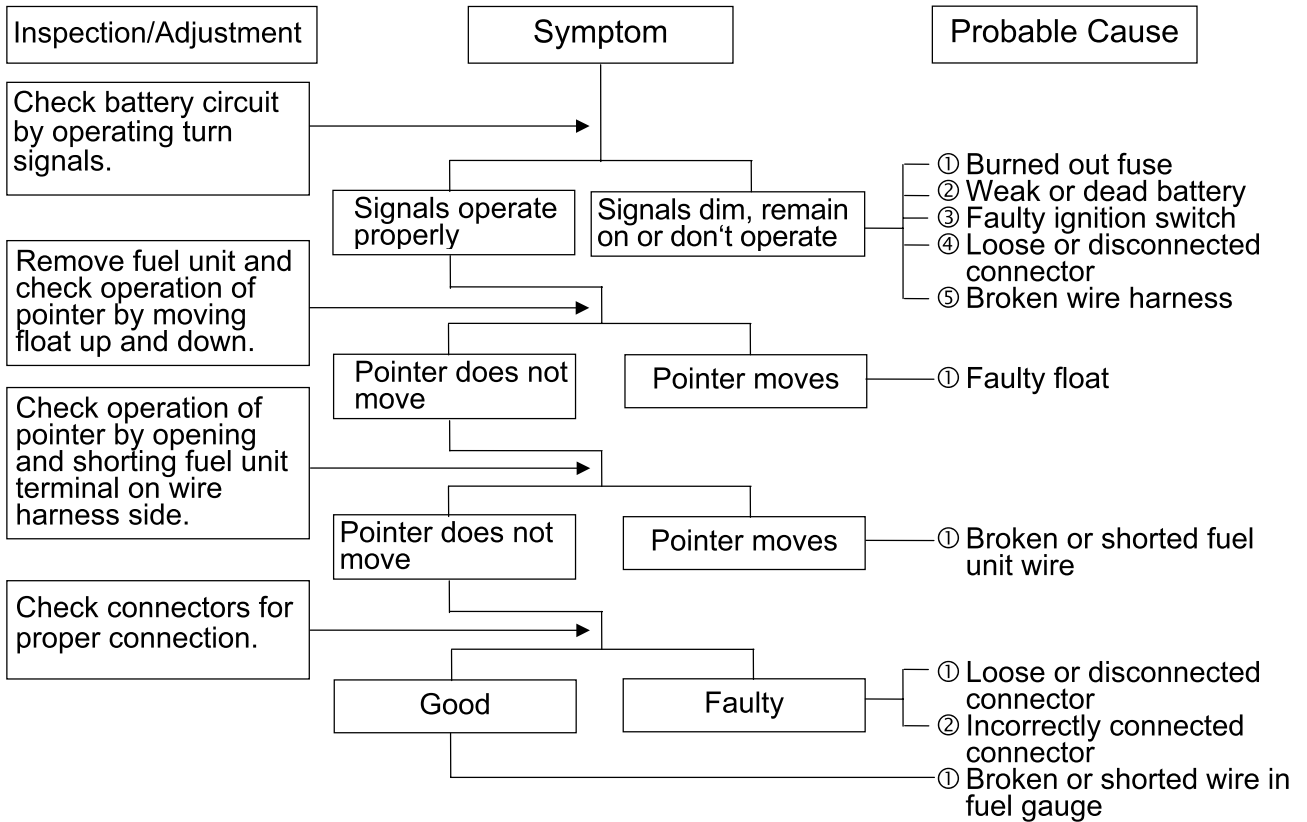 Inspection/Adjustment
Symptom
Probable Cause
Check battery circuit
by operating turn
signals.
Signals operate
properly
Signals dim, remain
on or don‘t operate
① Burned out fuse
② Weak or dead battery
③ Faulty ignition switch
④ Loose or disconnected
connector
⑤ Broken wire harness
Remove fuel unit and
check operation of
pointer by moving
float up and down.
Pointer does not
move
Pointer moves
① Faulty float
Check operation of
pointer by opening
and shorting fuel unit
terminal on wire
harness side.
Pointer does not
move
Pointer moves
① Broken or shorted fuel
unit wire
Check connectors for
proper connection.
Good
Faulty
① Loose or disconnected
connector
② Incorrectly connected
connector
① Broken or shorted wire in
fuel gauge